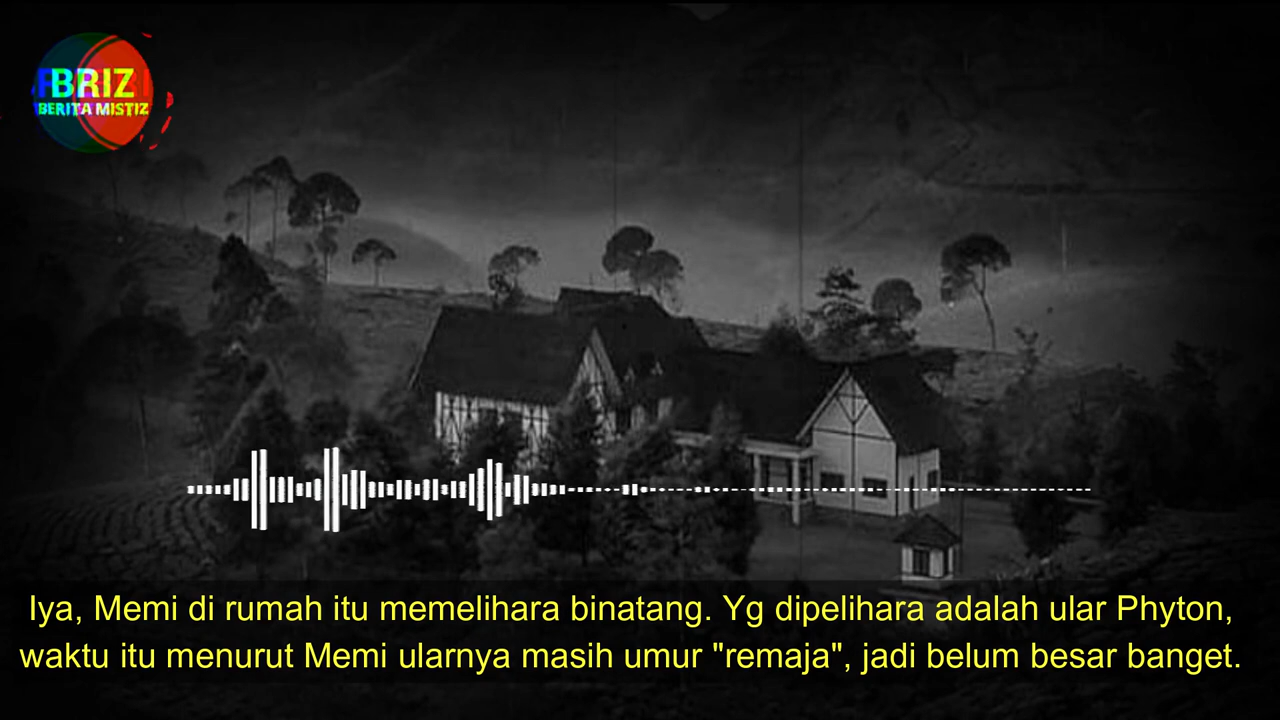 BRIZ
BERITA MISTIZ
Iya, Memi di rumah itu memelihara binatang. Yg dipelihara adalah ular Phyton,
waktu itu menurut Memi ularnya masih umur "remaja", jadi belum besar banget.